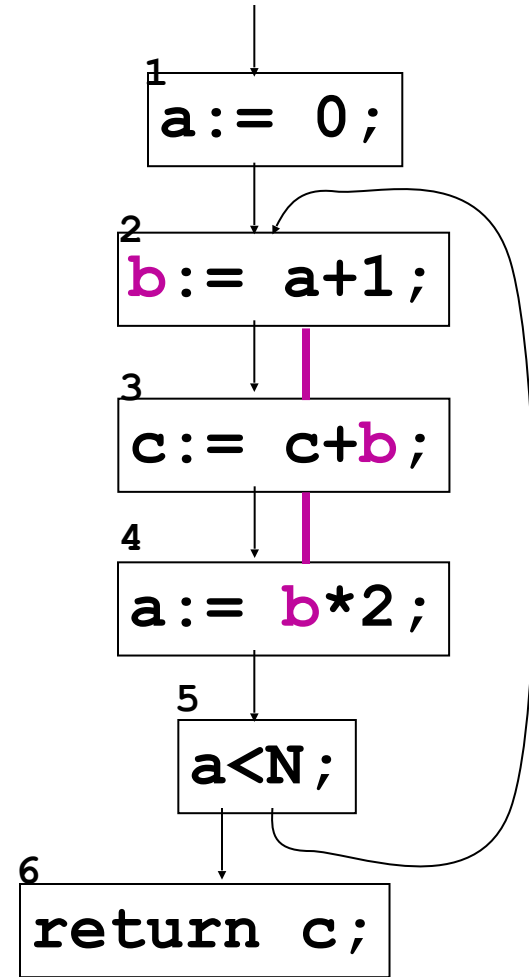 1
a:= 0;
2
b:= a+1;
3
c:= c+b;
4
a:= b*2;
5
a<N;
6
return c;